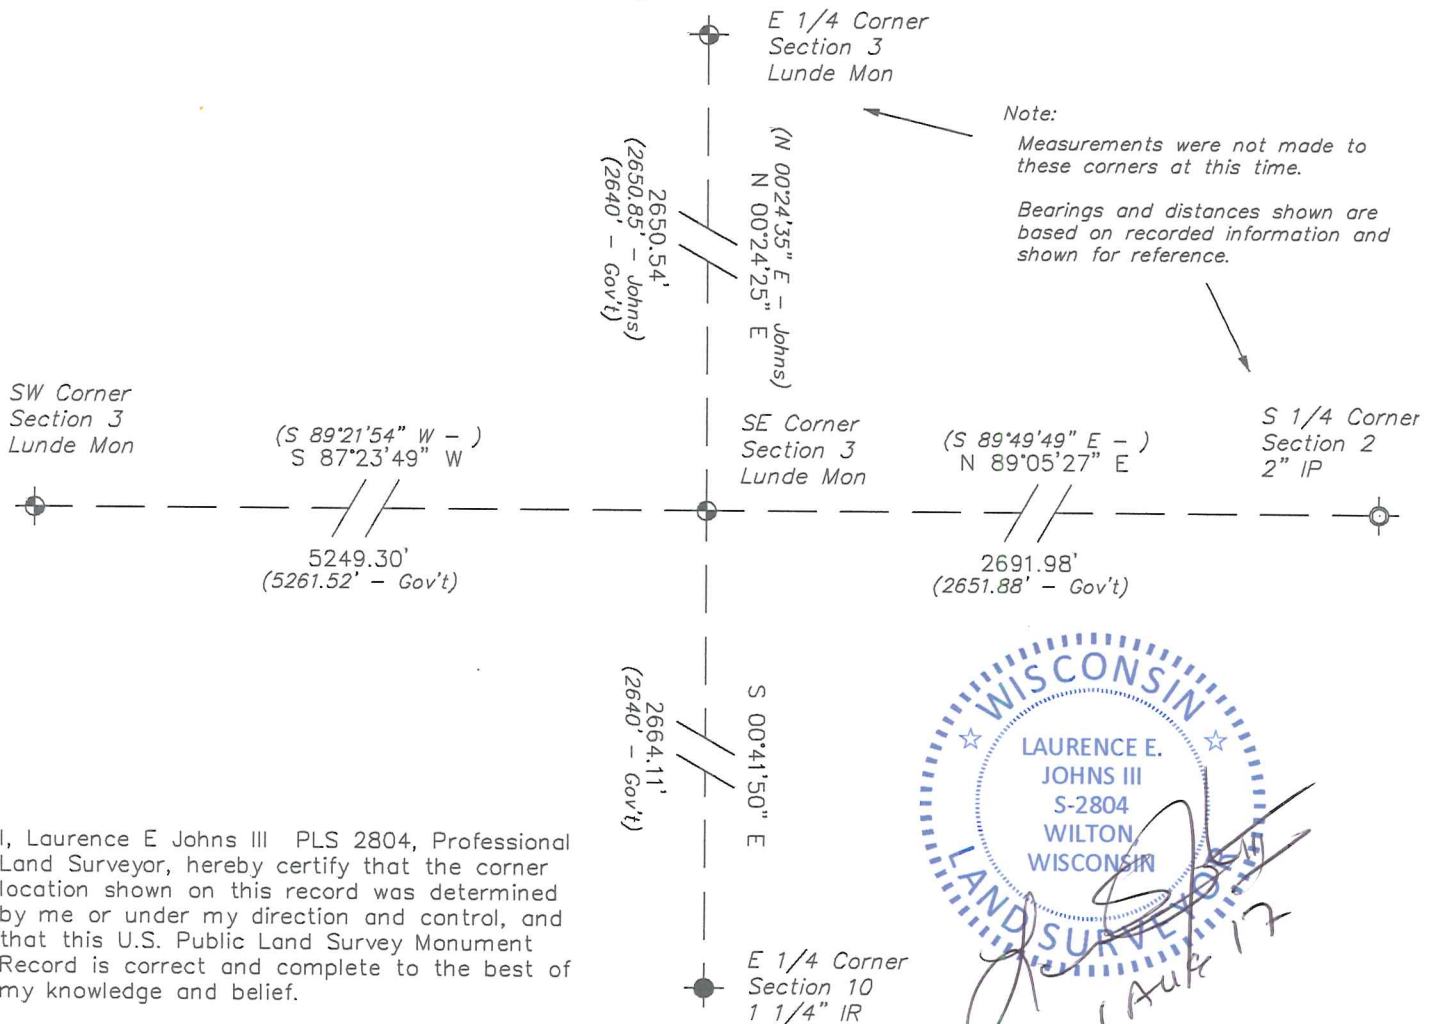 E 1/4 Corner
Section 3
Lunde Mon
Note:
Measurements were not made to
these corners at this time.
Bearings and distances shown are
based on recorded information and
shown for reference.
(N 00°24'35" E - Johns)
N 00°24'25" E
2650.54'
(2650.85' - Johns)
(2640' - Gov't)
SW Corner
Section 3
Lunde Mon
(S 89°21'54" W - )
S 87°23'49" W
5249.30'
(5261.52' - Gov't)
SE Corner
Section 3
Lunde Mon
(S 89°49'49" E - )
N 89°05'27" E
2691.98'
(2651.88' - Gov't)
S 1/4 Corner
Section 2
2" IP
S 00°41'50" E
2664.11'
(2640' - Gov't)
WISCONSIN
LAURENCE E.
JOHNS III
S-2804
WILTON,
WISCONSIN
LAND SURVEYOR
I, Laurence E Johns III PLS 2804, Professional
Land Surveyor, hereby certify that the corner
location shown on this record was determined
by me or under my direction and control, and
that this U.S. Public Land Survey Monument
Record is correct and complete to the best of
my knowledge and belief.
E 1/4 Corner
Section 10
1 1/4" IR